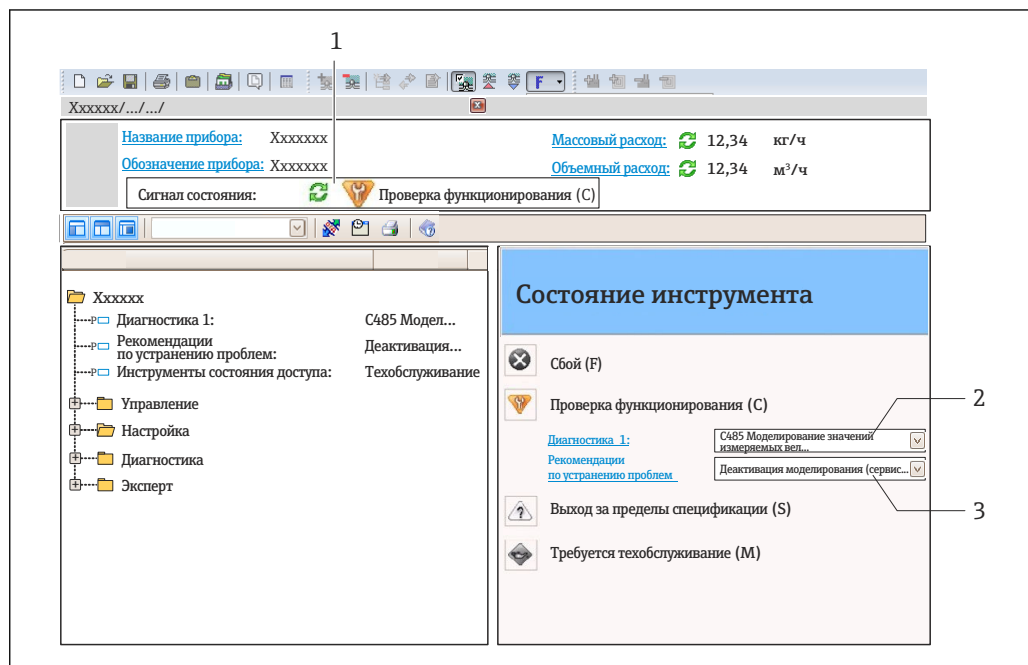 1
F
Xxxxxx/.../.../
Название прибора: Xxxxxxx
Массовый расход: 12,34 кг/ч
Обозначение прибора: Xxxxxxx
Объемный расход: 12,34 м³/ч
Сигнал состояния: Проверка функционирования (C)
Xxxxxx
P Диагностика 1: C485 Модел...
P Рекомендации
по устранению проблем: Деактивация...
P Инструменты состояния доступа: Техобслуживание
Управление
Настройка
Диагностика
Эксперт
Состояние инструмента
Сбой (F)
Проверка функционирования (C)
2
Диагностика 1:
C485 Моделирование значений
измеряемых вел...
Рекомендации
по устранению проблем
Деактивация моделирования (сервис...
3
Выход за пределы спецификации (S)
Требуется техобслуживание (M)